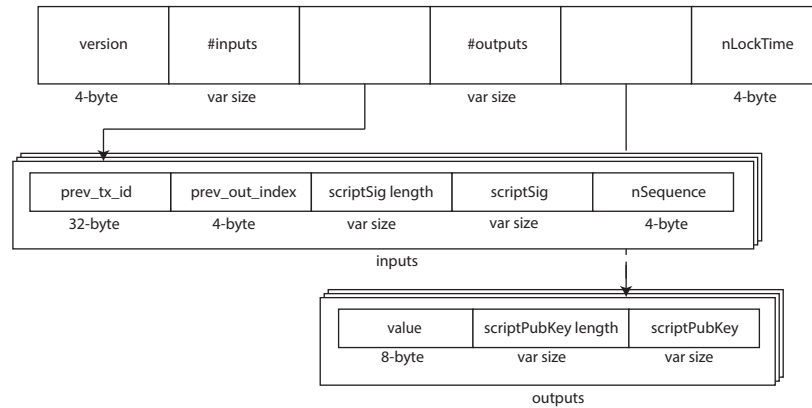 version #inputs #outputs nLockTime
4-byte var size var size 4-byte
prev_tx_id prev_out_index scriptSig length scriptSig nSequence
32-byte 4-byte var size var size 4-byte
inputs
value scriptPubKey length scriptPubKey
8-byte var size var size
outputs